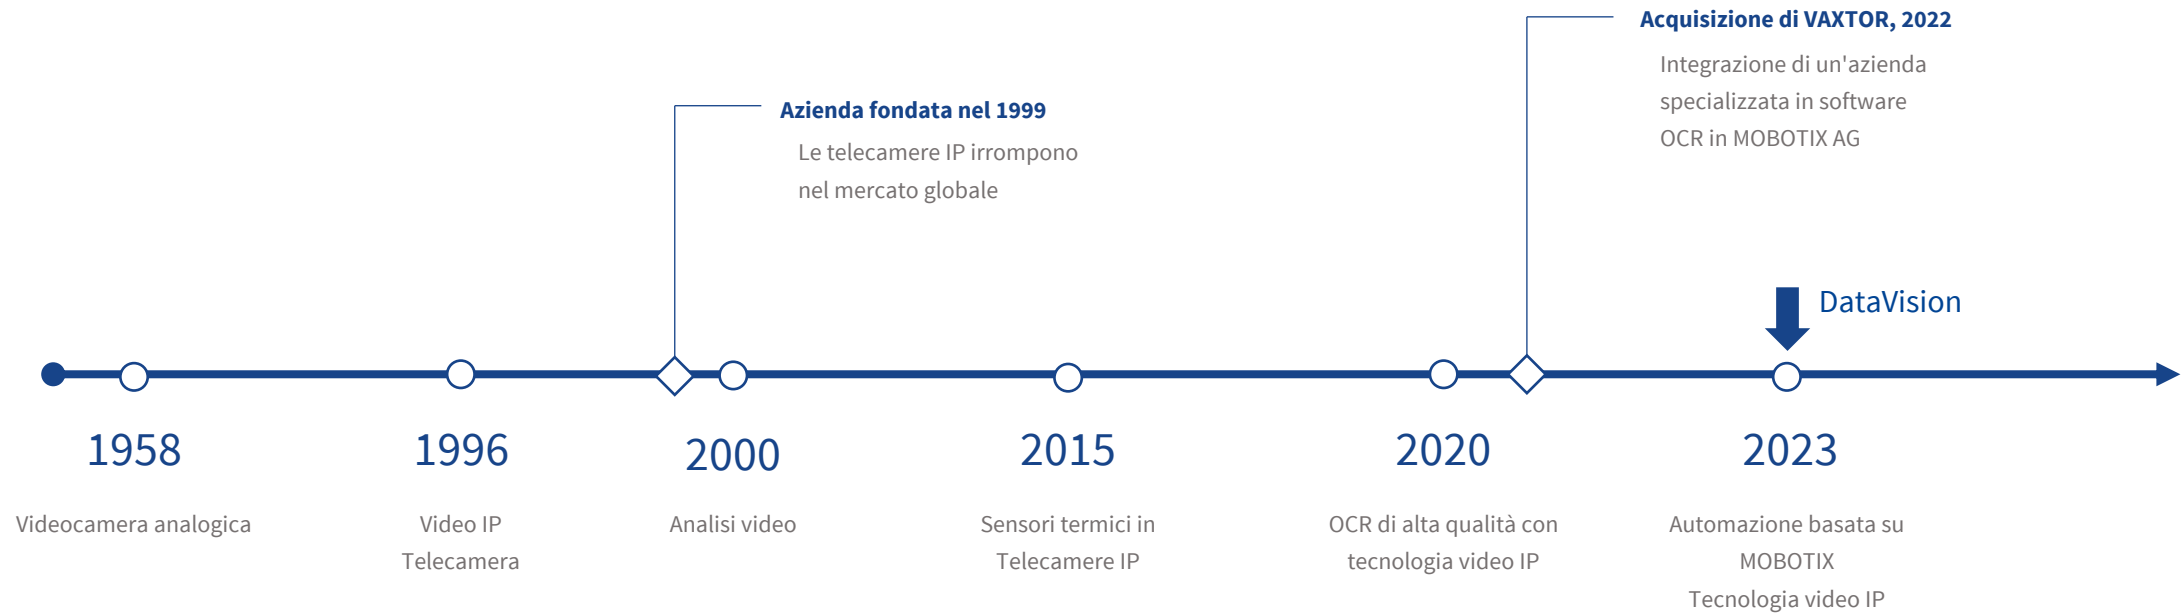 Acquisizione di VAXTOR, 2022
Integrazione di un'azienda
specializzata in software
OCR in MOBOTIX AG
Azienda fondata nel 1999
Le telecamere IP irrompono
nel mercato globale
DataVision
1958
Videocamera analogica
1996
Video IP
Telecamera
2000
Analisi video
2015
Sensori termici in
Telecamere IP
2020
OCR di alta qualità con
tecnologia video IP
2023
Automazione basata su
MOBOTIX
Tecnologia video IP